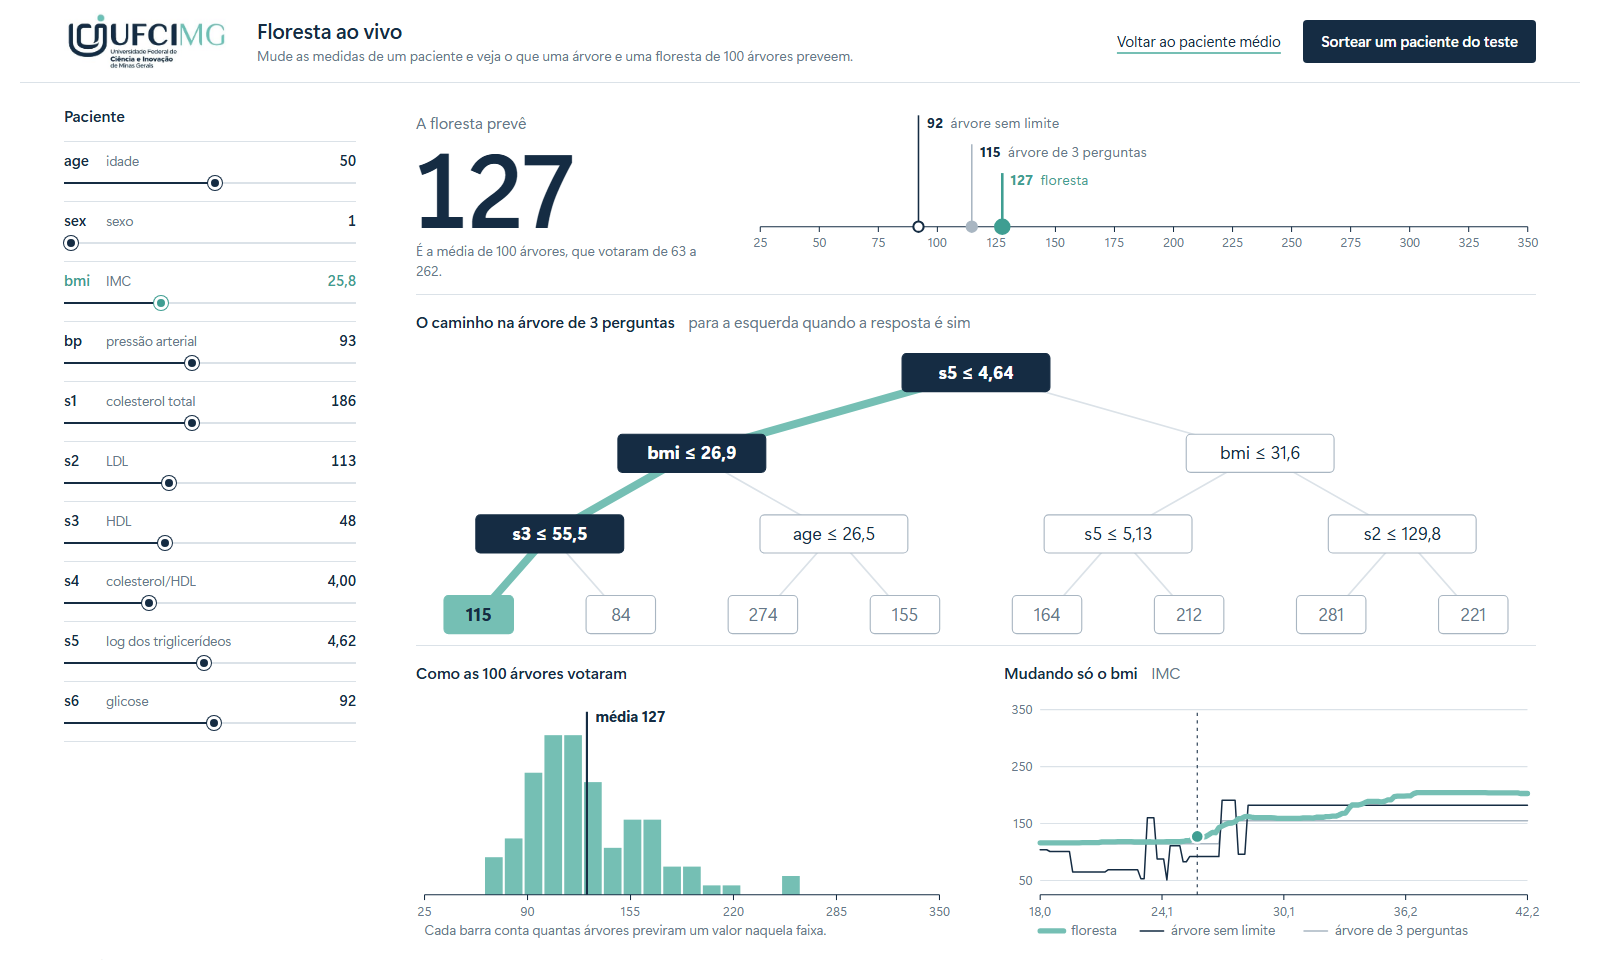 UFCIMG
Universidade Federal de
Ciência e Inovação
de Minas Gerais
Floresta ao vivo
Mude as medidas de um paciente e veja o que uma árvore e uma floresta de 100 árvores preveem.
Voltar ao paciente médio
Sortear um paciente do teste
Paciente
age idade 50
sex sexo 1
bmi IMC 25,8
bp pressão arterial 93
s1 colesterol total 186
s2 LDL 113
s3 HDL 48
s4 colesterol/HDL 4,00
s5 log dos triglicerídeos 4,62
s6 glicose 92
A floresta prevê
127
É a média de 100 árvores, que votaram de 63 a
262.
92 árvore sem limite
115 árvore de 3 perguntas
127 floresta
25 50 75 100 125 150 175 200 225 250 275 300 325 350
O caminho na árvore de 3 perguntas para a esquerda quando a resposta é sim
s5 ≤ 4,64
bmi ≤ 26,9 bmi ≤ 31,6
s3 ≤ 55,5 age ≤ 26,5 s5 ≤ 5,13 s2 ≤ 129,8
115 84 274 155 164 212 281 221
Como as 100 árvores votaram
média 127
25 90 155 220 285 350
Cada barra conta quantas árvores previram um valor naquela faixa.
Mudando só o bmi IMC
350
250
150
50
18,0 24,1 30,1 36,2 42,2
floresta árvore sem limite árvore de 3 perguntas